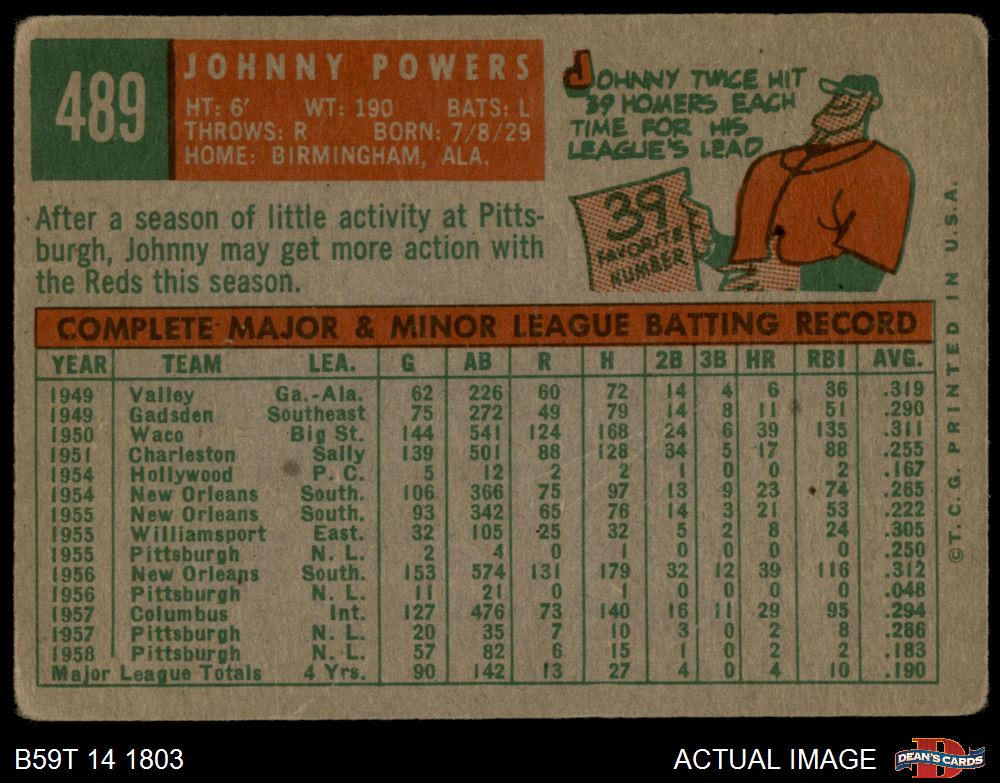 489
JOHNNY POWERS
HT: 6' WT: 190 BATS: L
THROWS: R BORN: 7/8/29
HOME: BIRMINGHAM, ALA.
JOHNNY TWICE HIT
39 HOMERS EACH
TIME FOR HIS
LEAGUE'S LEAD
39
FAVORITE
NUMBER
After a season of little activity at Pitts-
burgh, Johnny may get more action with
the Reds this season.
COMPLETE MAJOR & MINOR LEAGUE BATTING RECORD
YEAR TEAM LEA. G AB R H 2B 3B HR RBI AVG.
1949 Valley Ga.-Ala. 62 226 60 72 14 4 6 36 .319
1949 Gadsden Southeast 75 272 49 79 14 8 11 51 .290
1950 Waco Big St. 144 541 124 168 24 6 39 135 .311
1951 Charleston Sally 139 501 88 128 34 5 17 88 .255
1954 Hollywood P. C. 5 12 2 2 1 0 0 2 .167
1954 New Orleans South. 106 366 75 97 13 9 23 74 .265
1955 New Orleans South. 93 342 65 76 14 3 21 53 .222
1955 Williamsport East. 32 105 25 32 5 2 8 24 .305
1955 Pittsburgh N. L. 2 4 0 1 0 0 0 0 .250
1956 New Orleans South. 153 574 131 179 32 12 39 116 .312
1956 Pittsburgh N. L. 11 21 0 1 0 0 0 0 .048
1957 Columbus Int. 127 476 73 140 16 11 29 95 .294
1957 Pittsburgh N. L. 20 35 7 10 3 0 2 8 .286
1958 Pittsburgh N. L. 57 82 6 15 1 0 2 2 .183
Major League Totals 4 Yrs. 90 142 13 27 4 0 4 10 .190
©T. C. G. PRINTED IN U.S.A.
B59T 14 1803
ACTUAL IMAGE
D
DEAN'S CARDS